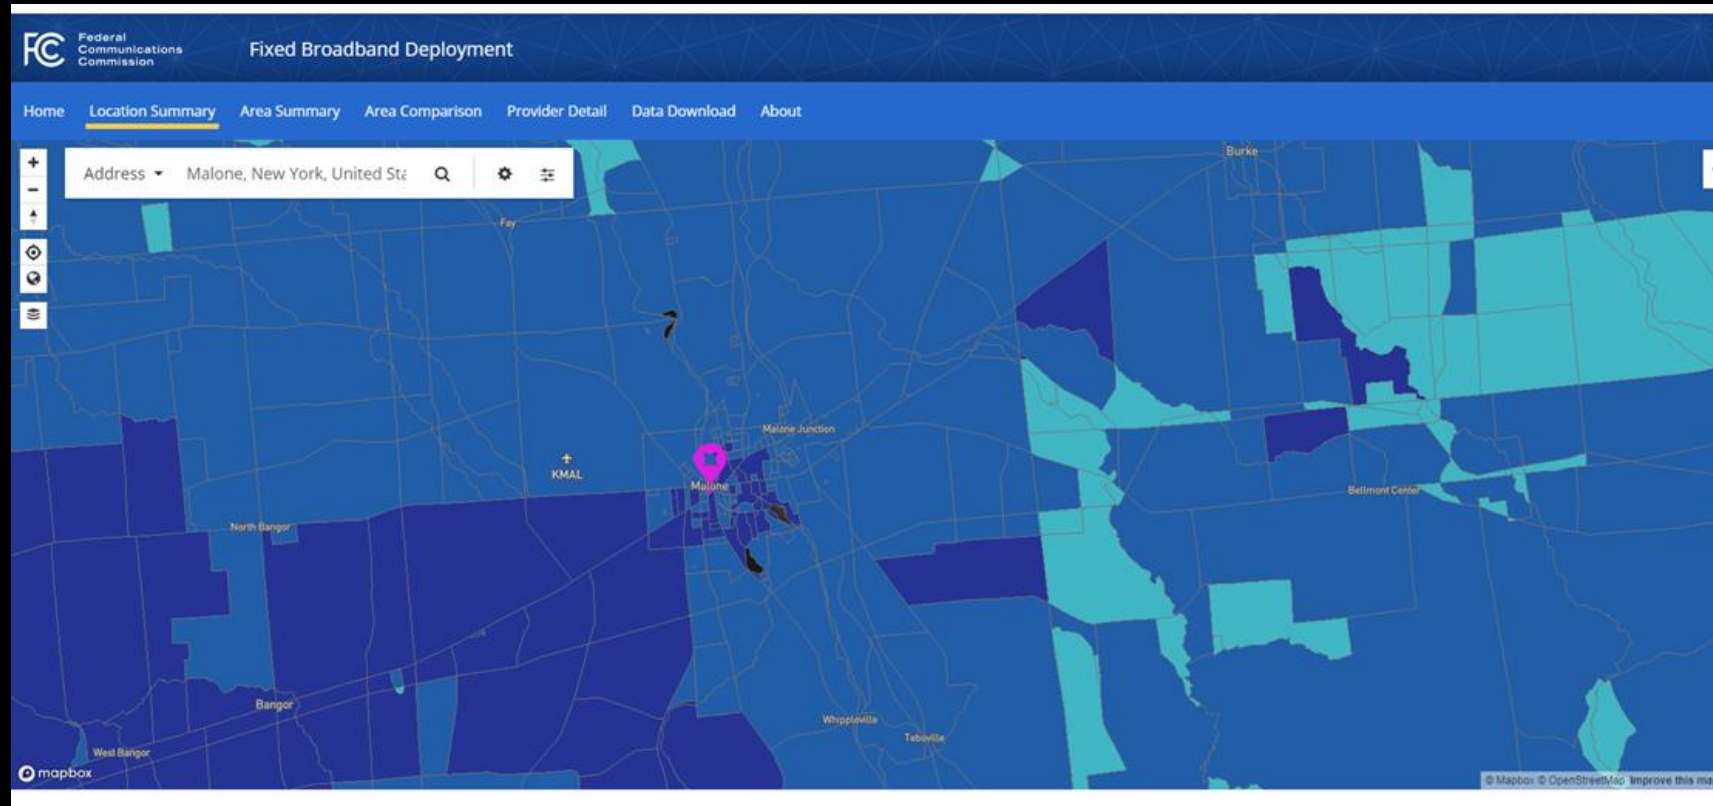 Federal
Communications
Commission
Fixed Broadband Deployment
Home Location Summary Area Summary Area Comparison Provider Detail Data Download About
Address Malone, New York, United Sta
Burke
Fay
Malone Junction
KMAL
Malone
Bellmont Center
North Bangor
Bangor
Whippleville
Teboville
West Bangor
mapbox
© Mapbox © OpenStreetMap Improve this ma